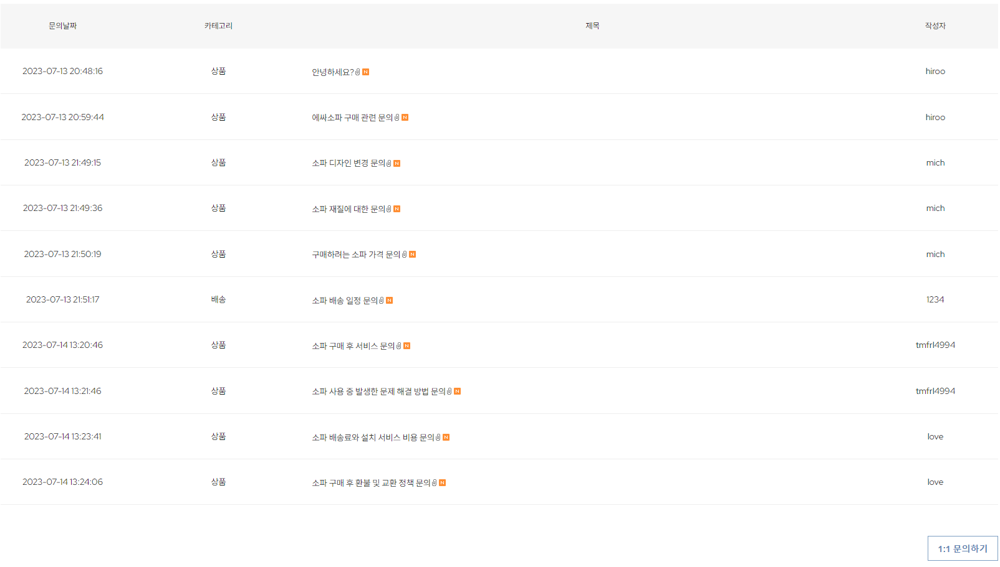 문의날짜 카테고리 제목 작성자
2023-07-13 20:48:16 상품 안녕하세요? N hiroo
2023-07-13 20:59:44 상품 에싸소파 구매 관련 문의 N hiroo
2023-07-13 21:49:15 상품 소파 디자인 변경 문의 N mich
2023-07-13 21:49:36 상품 소파 재질에 대한 문의 N mich
2023-07-13 21:50:19 상품 구매하려는 소파 가격 문의 N mich
2023-07-13 21:51:17 배송 소파 배송 일정 문의 N 1234
2023-07-14 13:20:46 상품 소파 구매 후 서비스 문의 N tmfrl4994
2023-07-14 13:21:46 상품 소파 사용 중 발생한 문제 해결 방법 문의 N tmfrl4994
2023-07-14 13:23:41 상품 소파 배송료와 설치 서비스 비용 문의 N love
2023-07-14 13:24:06 상품 소파 구매 후 환불 및 교환 정책 문의 N love
1:1 문의하기